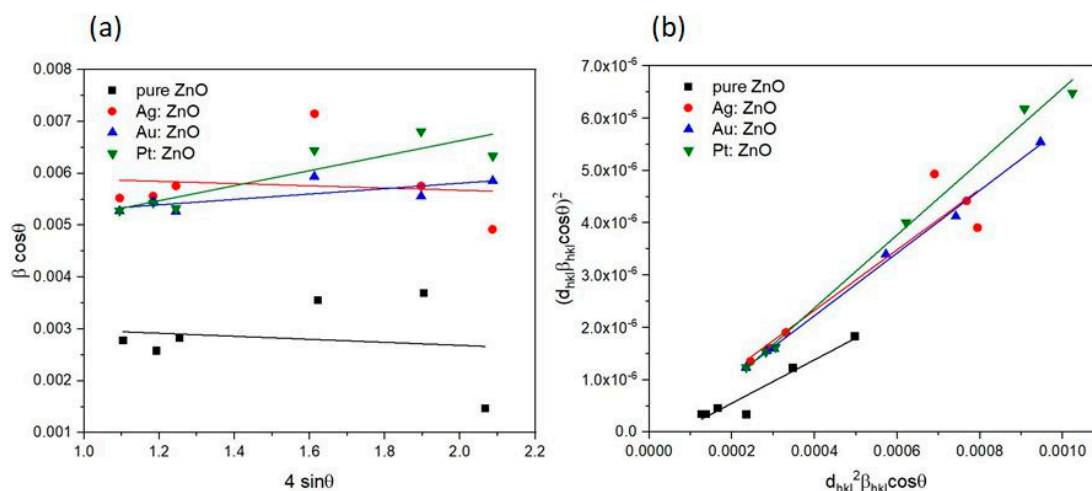 (a)
(b)
0.008
0.007
0.006
0.005
0.004
0.003
0.002
0.001
β cosθ
pure ZnO
Ag: ZnO
Au: ZnO
Pt: ZnO
1.0 1.2 1.4 1.6 1.8 2.0 2.2
4 sinθ
7.0x10⁻⁶
6.0x10⁻⁶
5.0x10⁻⁶
4.0x10⁻⁶
3.0x10⁻⁶
2.0x10⁻⁶
1.0x10⁻⁶
0.0
(dₕₖₗβₕₖₗcosθ)²
pure ZnO
Ag: ZnO
Au: ZnO
Pt: ZnO
0.0000 0.0002 0.0004 0.0006 0.0008 0.0010
dₕₖₗ²βₕₖₗcosθ